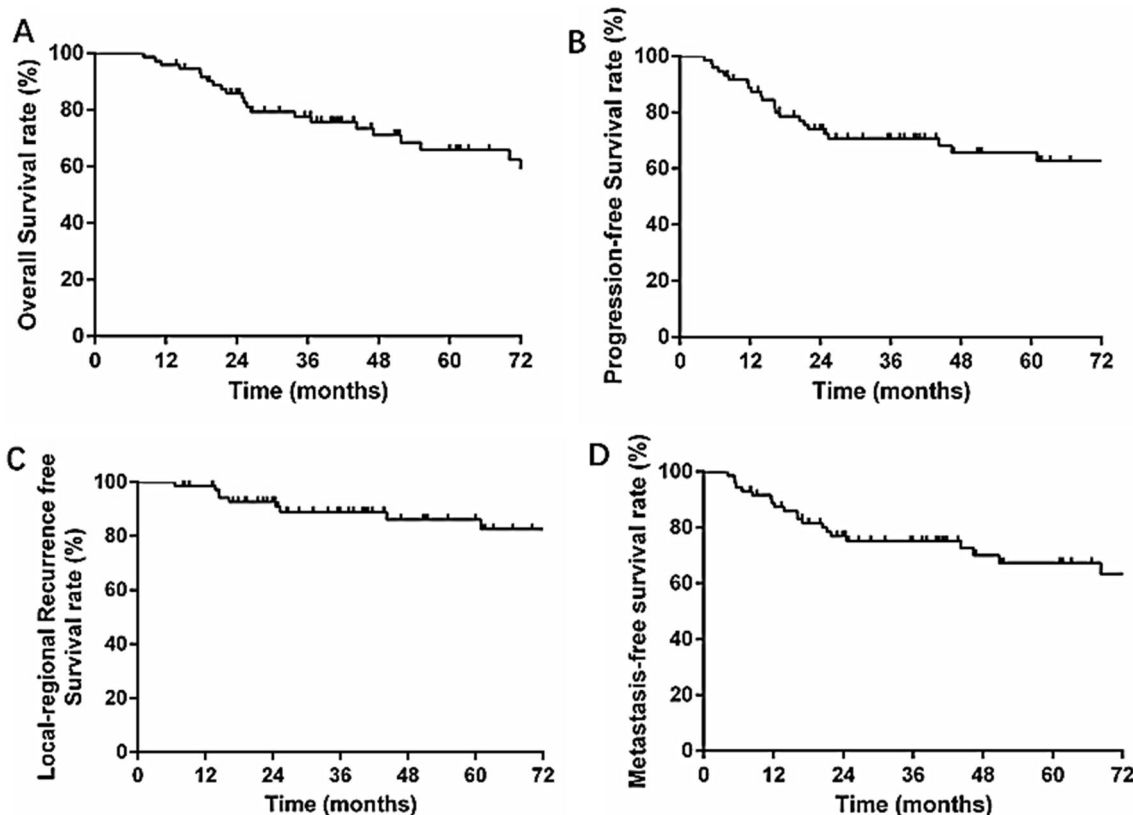 A
Overall Survival rate (%)
100
80
60
40
20
0
0 12 24 36 48 60 72
Time (months)
B
Progression-free Survival rate (%)
100
80
60
40
20
0
0 12 24 36 48 60 72
Time (months)
C
Local-regional Recurrence free
Survival rate (%)
100
80
60
40
20
0
0 12 24 36 48 60 72
Time (months)
D
Metastasis-free survival rate (%)
100
80
60
40
20
0
0 12 24 36 48 60 72
Time (months)